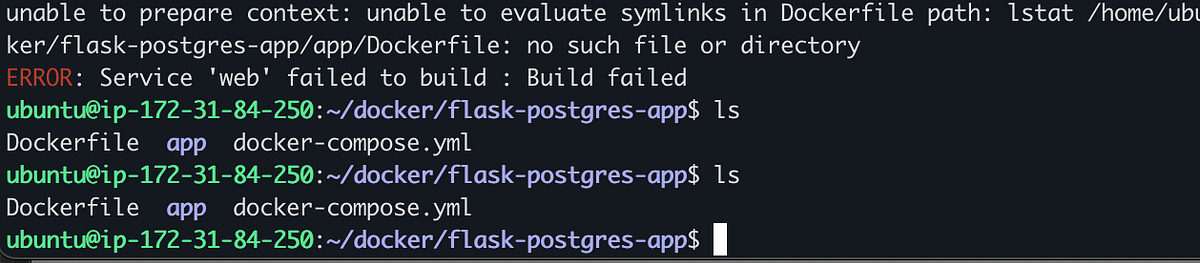 unable to prepare context: unable to evaluate symlinks in Dockerfile path: lstat /home/ubu
ker/flask-postgres-app/app/Dockerfile: no such file or directory
ERROR: Service 'web' failed to build : Build failed
ubuntu@ip-172-31-84-250:~/docker/flask-postgres-app$ ls
Dockerfile  app  docker-compose.yml
ubuntu@ip-172-31-84-250:~/docker/flask-postgres-app$ ls
Dockerfile  app  docker-compose.yml
ubuntu@ip-172-31-84-250:~/docker/flask-postgres-app$